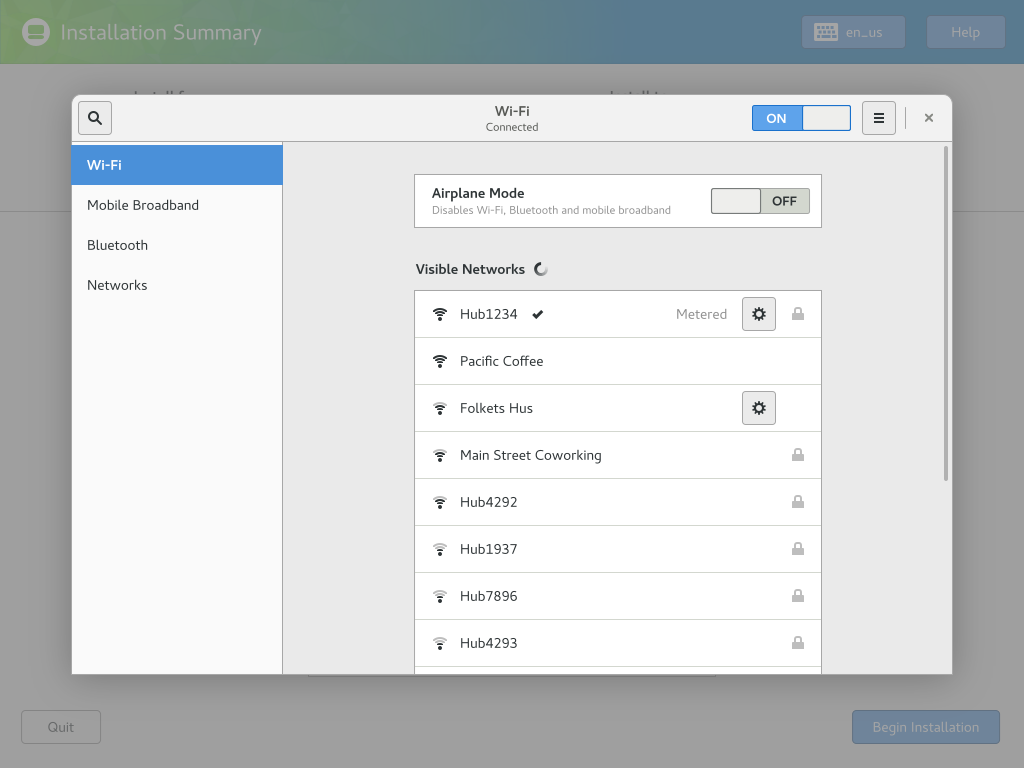 Installation Summary
en_us
Help
Wi-Fi
Connected
ON
Wi-Fi
Mobile Broadband
Bluetooth
Networks
Airplane Mode
Disables Wi-Fi, Bluetooth and mobile broadband
OFF
Visible Networks
Hub1234
Metered
Pacific Coffee
Folkets Hus
Main Street Coworking
Hub4292
Hub1937
Hub7896
Hub4293
Quit
Begin Installation